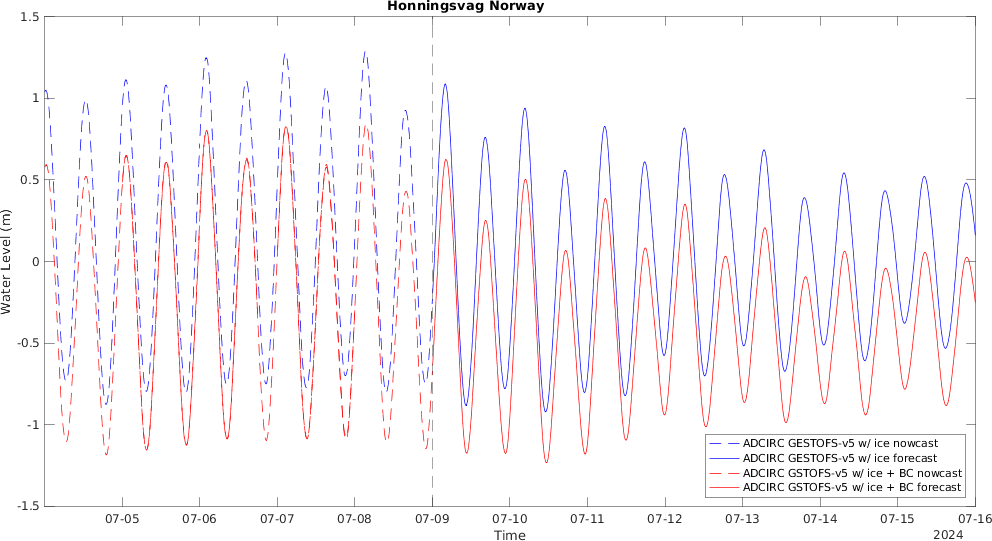 Honningsvag Norway
1.5
1
0.5
0
-0.5
-1
-1.5
Water Level (m)
07-05 07-06 07-07 07-08 07-09 07-10 07-11 07-12 07-13 07-14 07-15 07-16
Time
2024
ADCIRC GESTOFS-v5 w/ ice nowcast
ADCIRC GESTOFS-v5 w/ ice forecast
ADCIRC GSTOFS-v5 w/ ice + BC nowcast
ADCIRC GSTOFS-v5 w/ ice + BC forecast